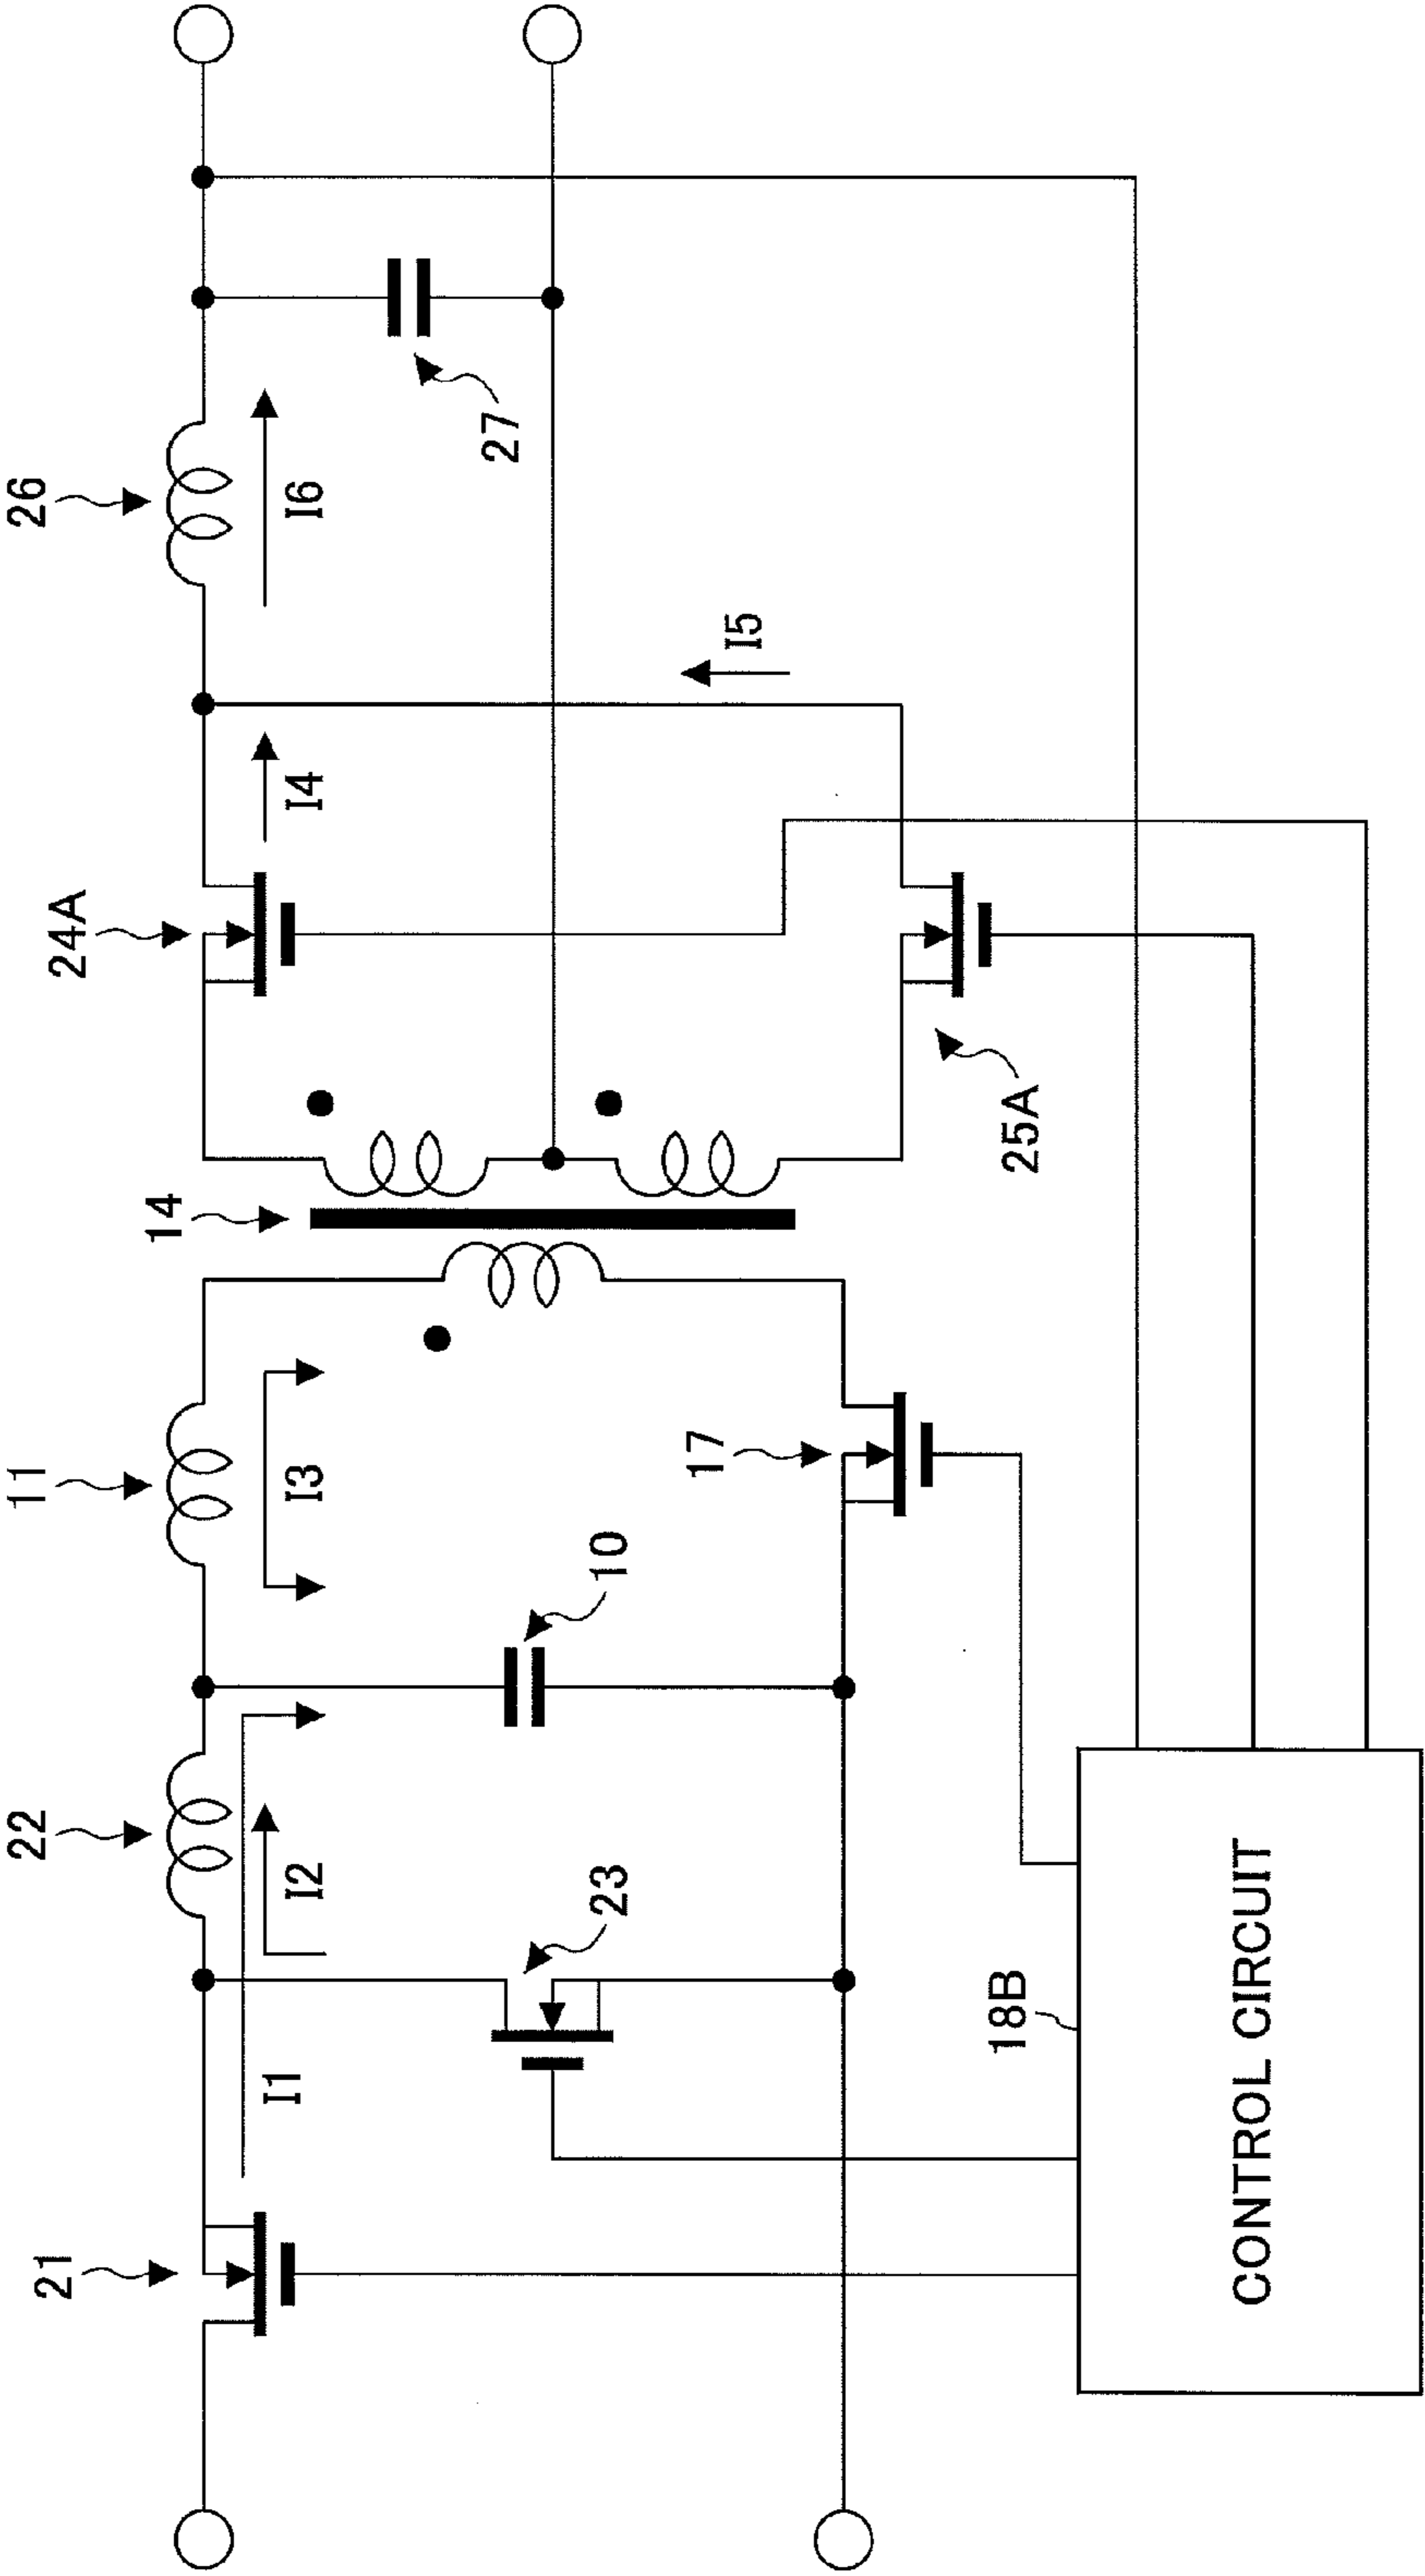 21
22
11
14
24A
26
I1
I2
I3
I4
I6
23
10
17
I5
27
25A
18B
CONTROL CIRCUIT